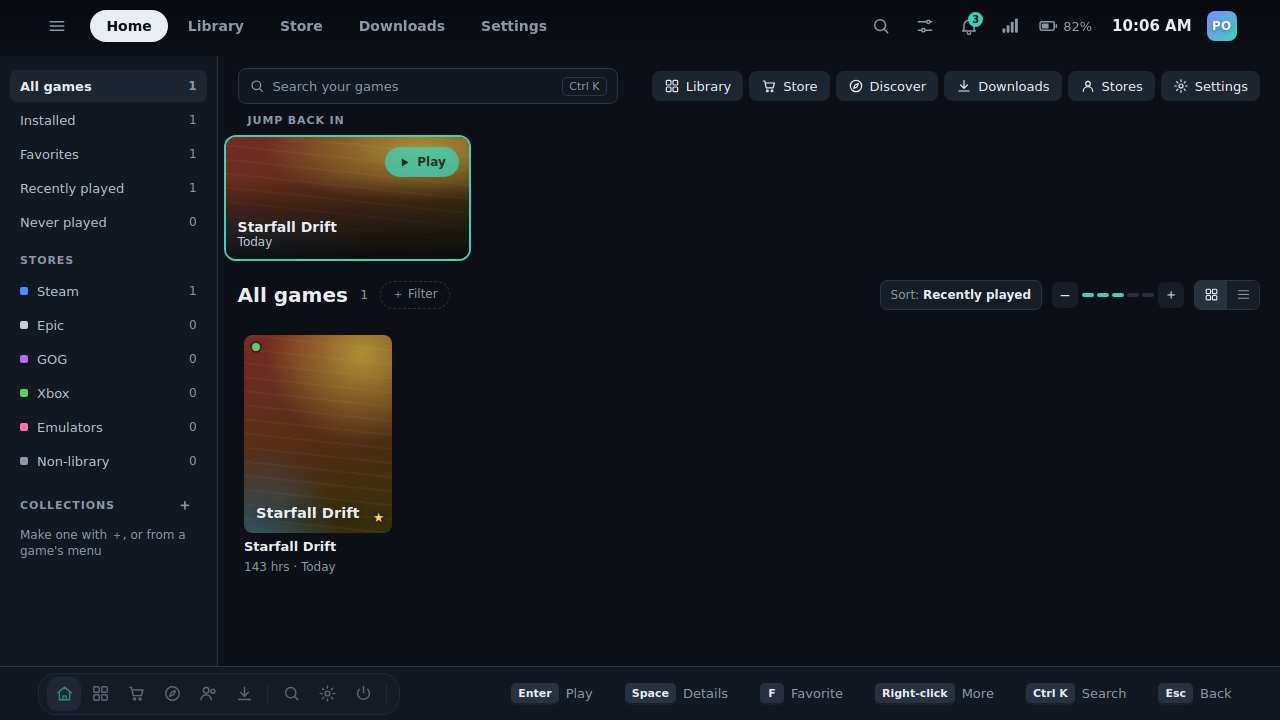 Home Library Store Downloads Settings 3 82% 10:06 AM PO
All games 1
Installed 1
Favorites 1
Recently played 1
Never played 0
STORES
Steam 1
Epic 0
GOG 0
Xbox 0
Emulators 0
Non-library 0
COLLECTIONS +
Make one with +, or from a
game's menu
Search your games Ctrl K
Library Store Discover Downloads Stores Settings
JUMP BACK IN
Play
Starfall Drift
Today
All games 1 + Filter
Sort: Recently played − +
Starfall Drift ★
Starfall Drift
143 hrs · Today
Enter Play Space Details F Favorite Right-click More Ctrl K Search Esc Back